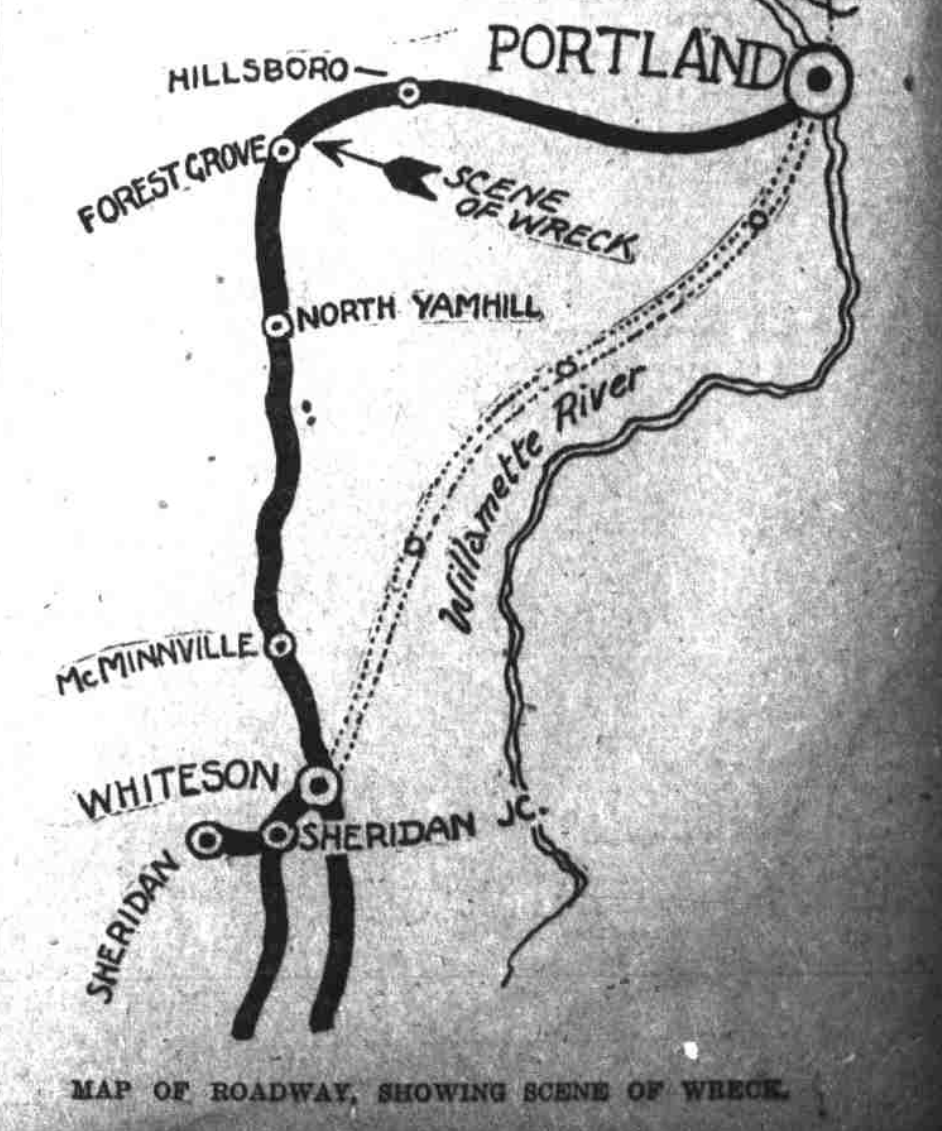 PORTLAND
HILLSBORO
FOREST GROVE
SCENE
OF WRECK
NORTH YAMHILL
Willamette River
McMINNVILLE
WHITESON
SHERIDAN JC.
SHERIDAN
MAP OF ROADWAY, SHOWING SCENE OF WRECK.